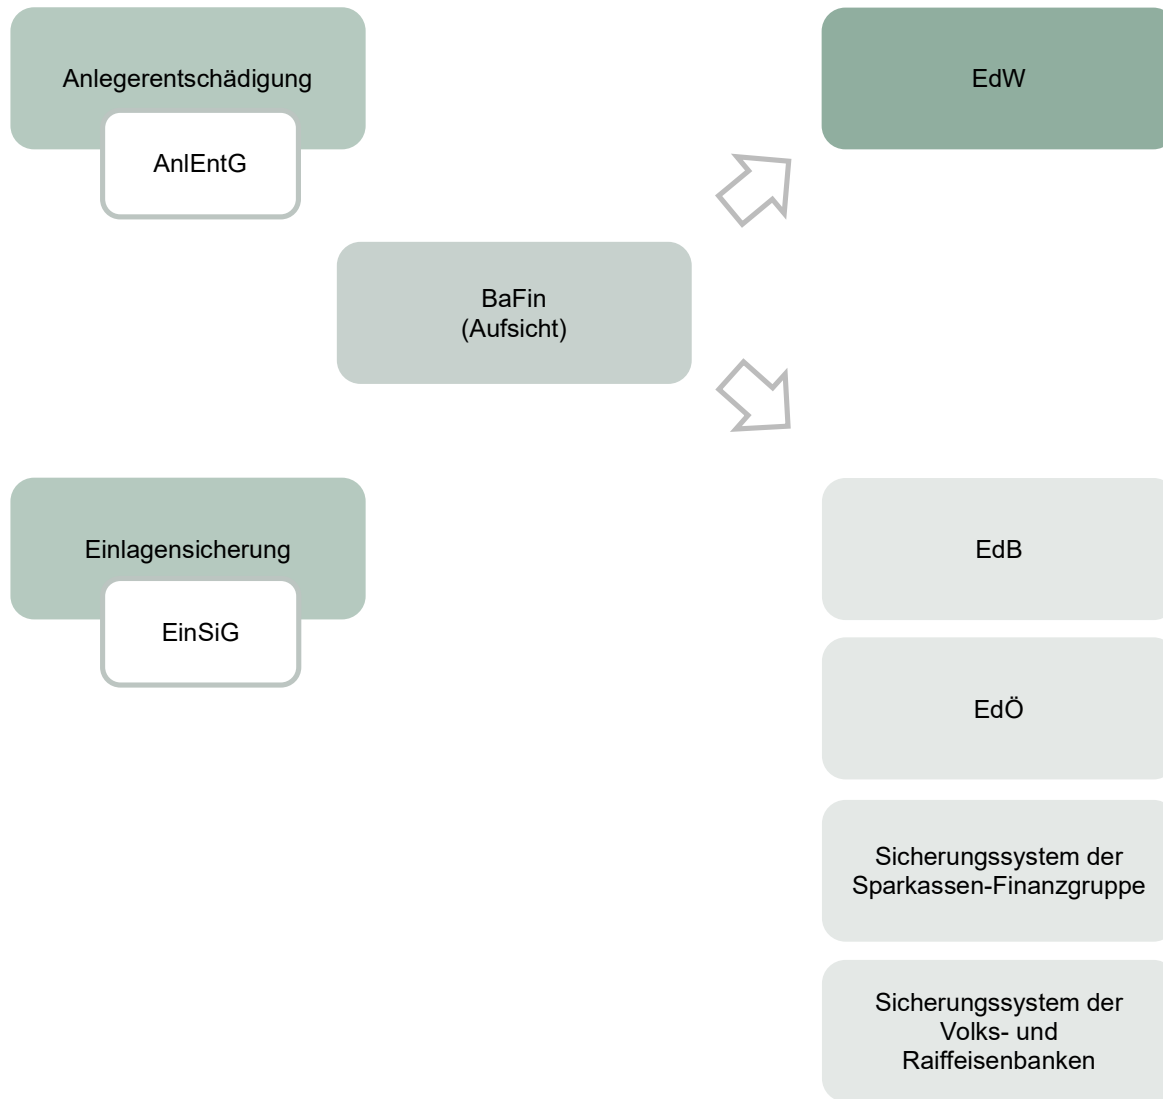 Anlegerentschädigung
AnlEntG
EdW
BaFin
(Aufsicht)
Einlagensicherung
EinSiG
EdB
EdÖ
Sicherungssystem der
Sparkassen-Finanzgruppe
Sicherungssystem der
Volks- und
Raiffeisenbanken